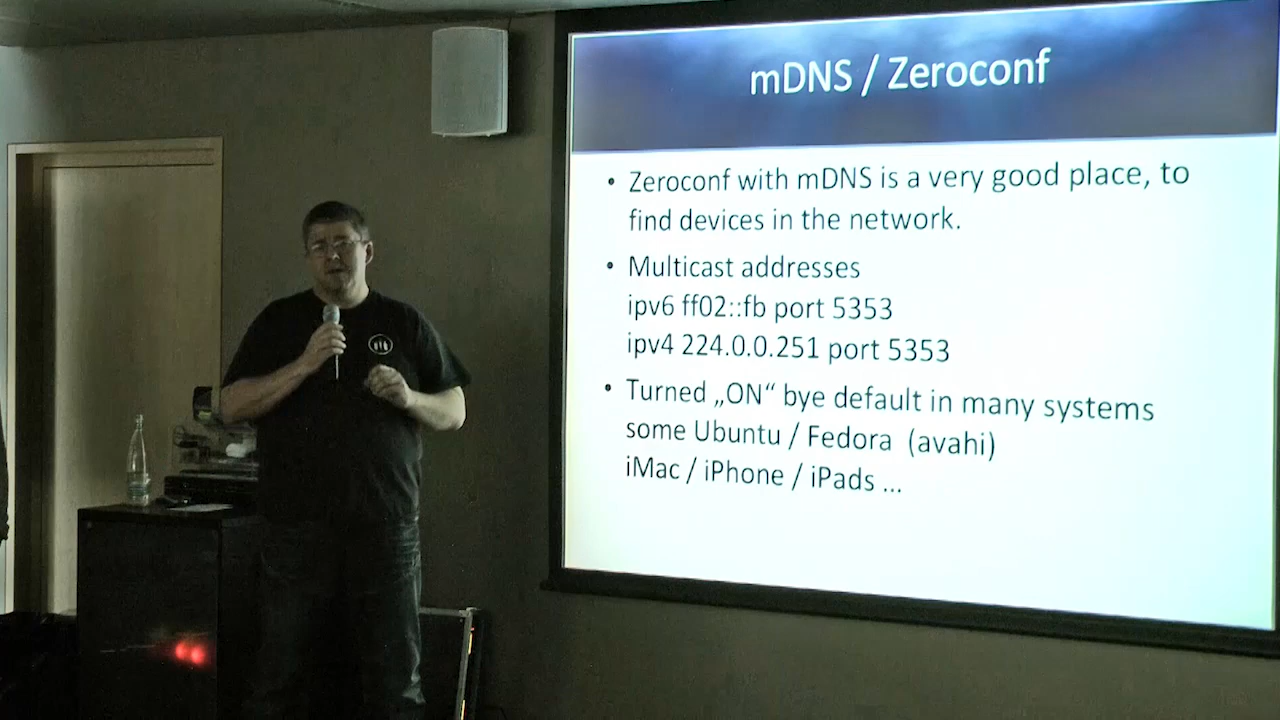 mDNS / Zeroconf
• Zeroconf with mDNS is a very good place, to
find devices in the network.
• Multicast addresses
ipv6 ff02::fb port 5353
ipv4 224.0.0.251 port 5353
• Turned „ON“ bye default in many systems
some Ubuntu / Fedora (avahi)
iMac / iPhone / iPads ...